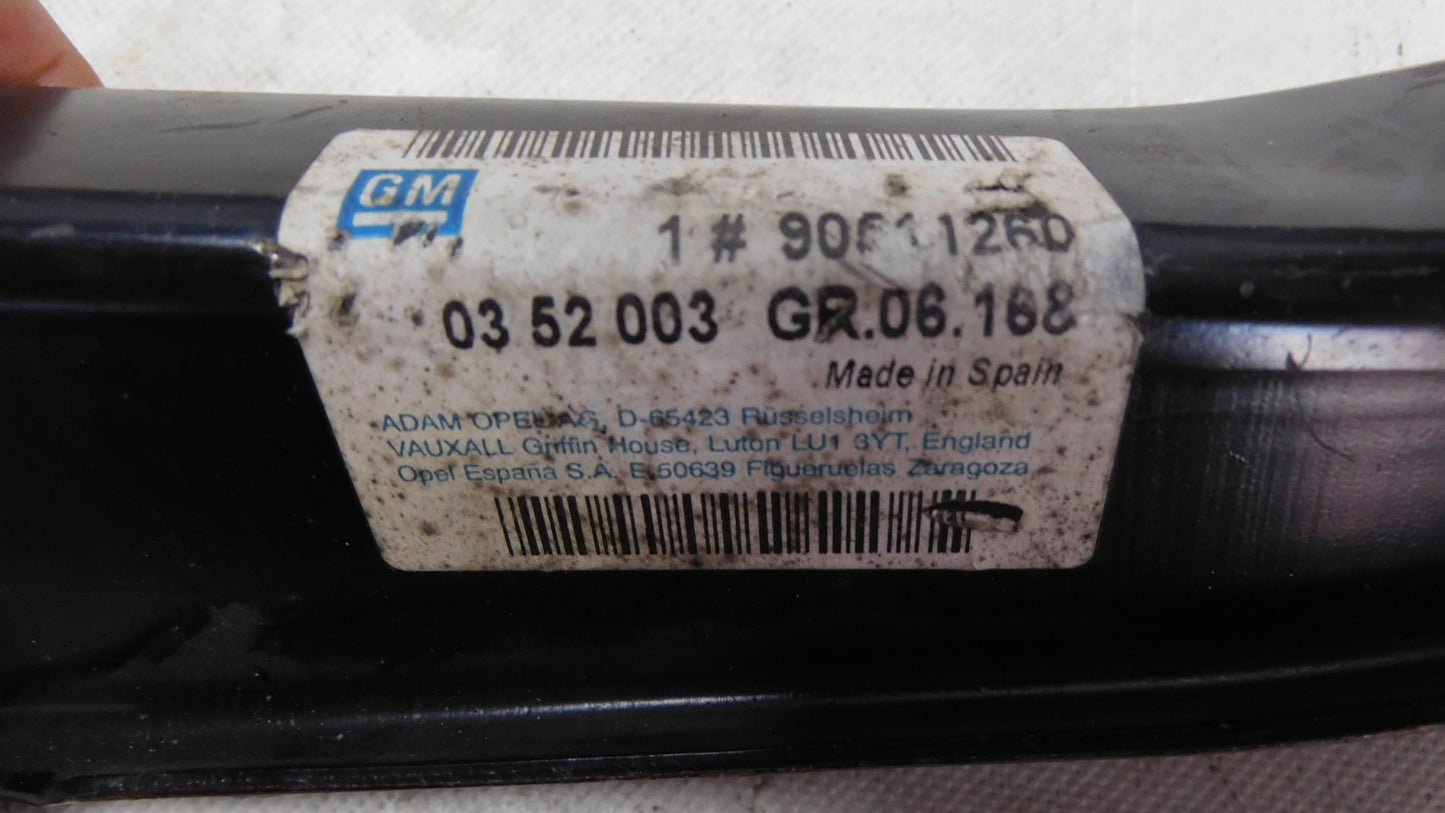 GM
1 # 90511260
03 52 003 GR.06.168
Made in Spain
ADAM OPEL AG, D-65423 Rüsselsheim
VAUXALL Griffin House, Luton LU1 3YT, England
Opel España S.A. E-50639 Figueruelas Zaragoza